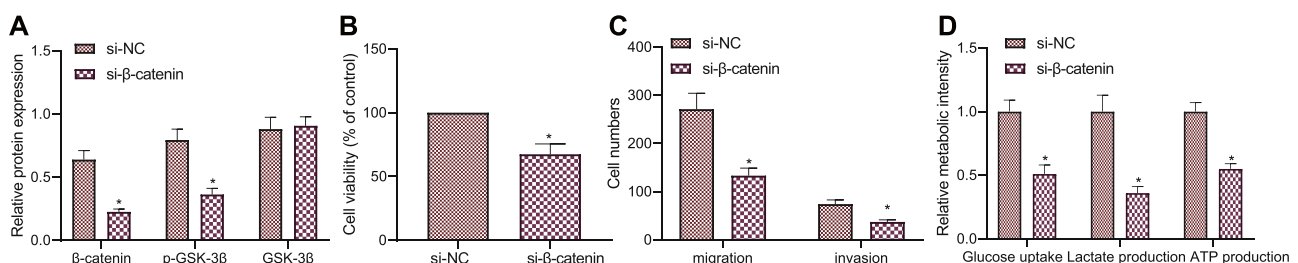 A
Relative protein expression
1.5
1.0
0.5
0.0
si-NC
si-β-catenin
*
*
β-catenin p-GSK-3β GSK-3β
B
Cell viability (% of control)
150
100
50
0
*
si-NC si-β-catenin
C
Cell numbers
400
300
200
100
0
si-NC
si-β-catenin
*
*
migration invasion
D
Relative metabolic intensity
1.5
1.0
0.5
0.0
si-NC
si-β-catenin
*
*
*
Glucose uptake Lactate production ATP production